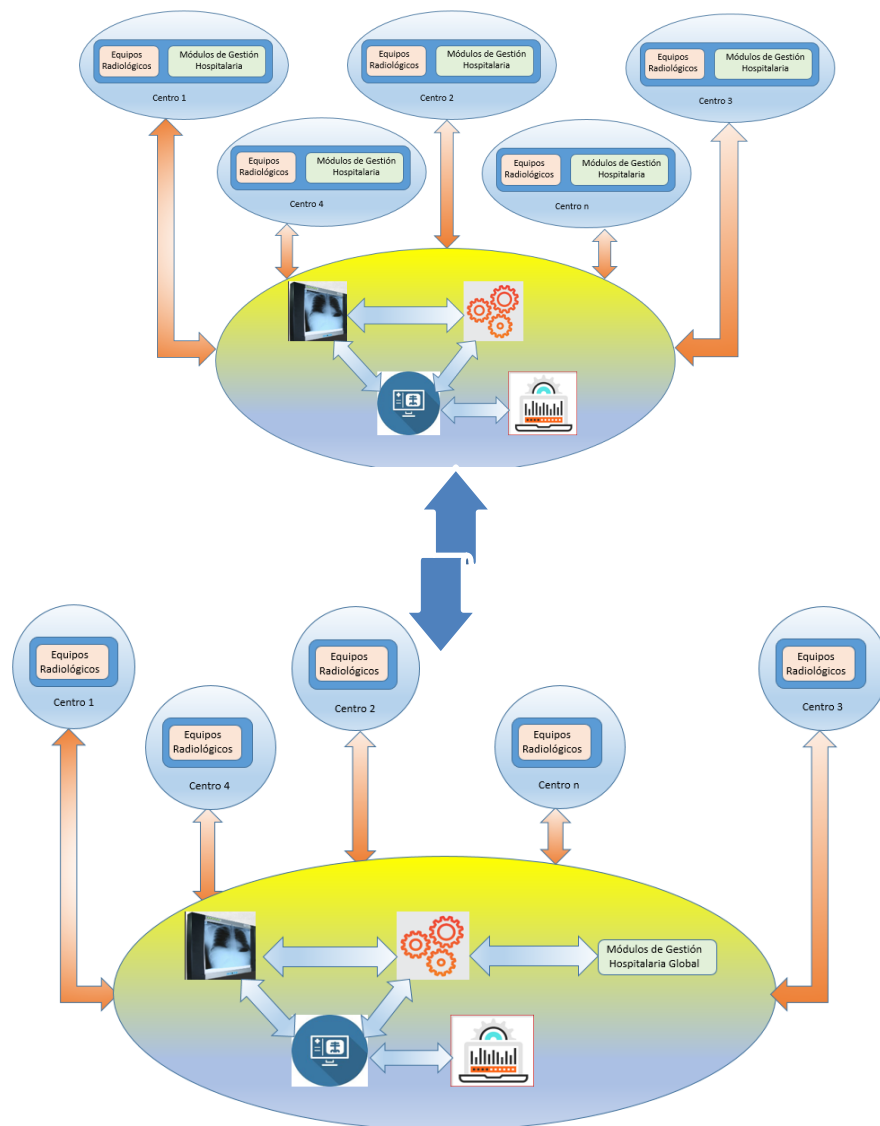 Equipos
Radiológicos
Módulos de Gestión
Hospitalaria
Centro 1
Equipos
Radiológicos
Módulos de Gestión
Hospitalaria
Centro 2
Equipos
Radiológicos
Módulos de Gestión
Hospitalaria
Centro 3
Equipos
Radiológicos
Módulos de Gestión
Hospitalaria
Centro 4
Equipos
Radiológicos
Módulos de Gestión
Hospitalaria
Centro n
Equipos
Radiológicos
Centro 1
Equipos
Radiológicos
Centro 2
Equipos
Radiológicos
Centro 3
Equipos
Radiológicos
Centro 4
Equipos
Radiológicos
Centro n
Módulos de Gestión
Hospitalaria Global